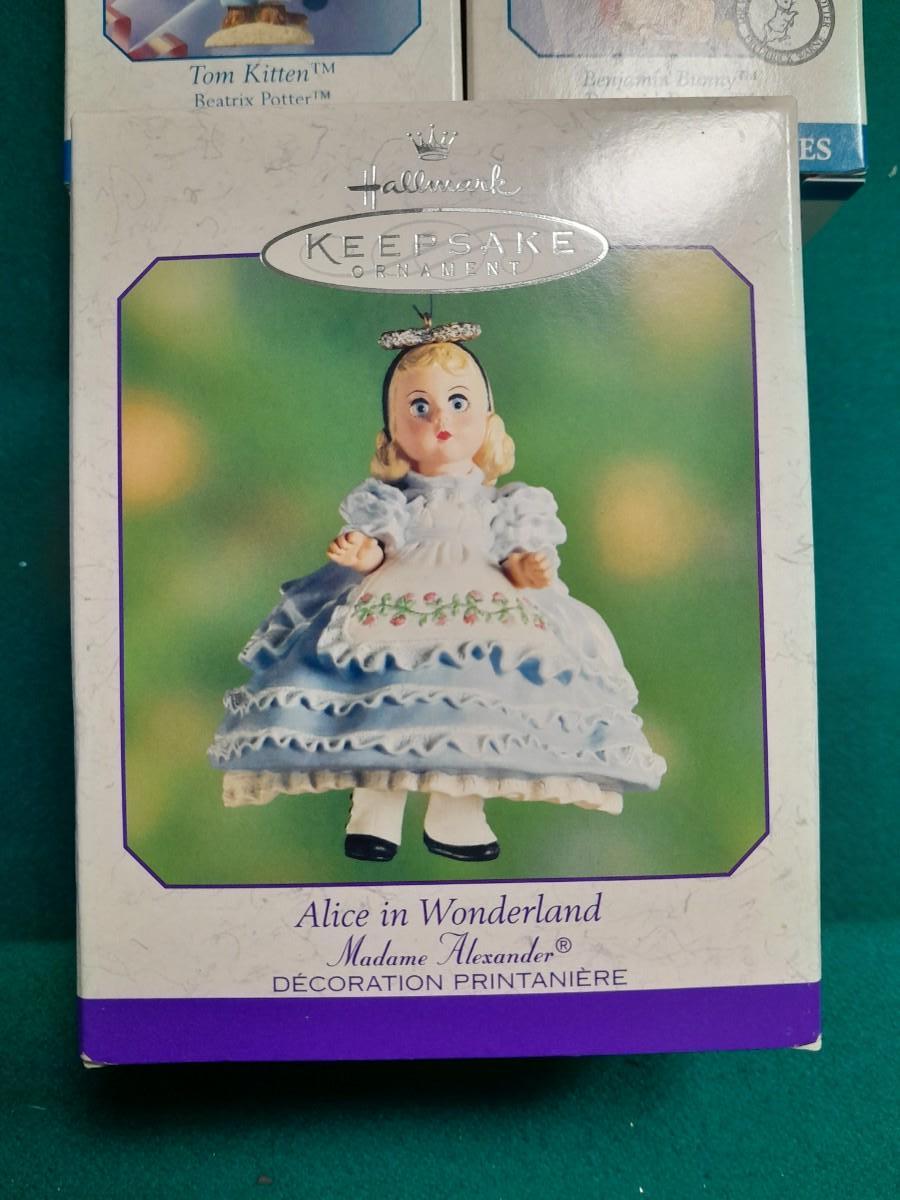 Tom Kitten™
Beatrix Potter™
Benjamin Bunny™
ES
Hallmark
KEEPSAKE
ORNAMENT
Alice in Wonderland
Madame Alexander®
DÉCORATION PRINTANIÈRE